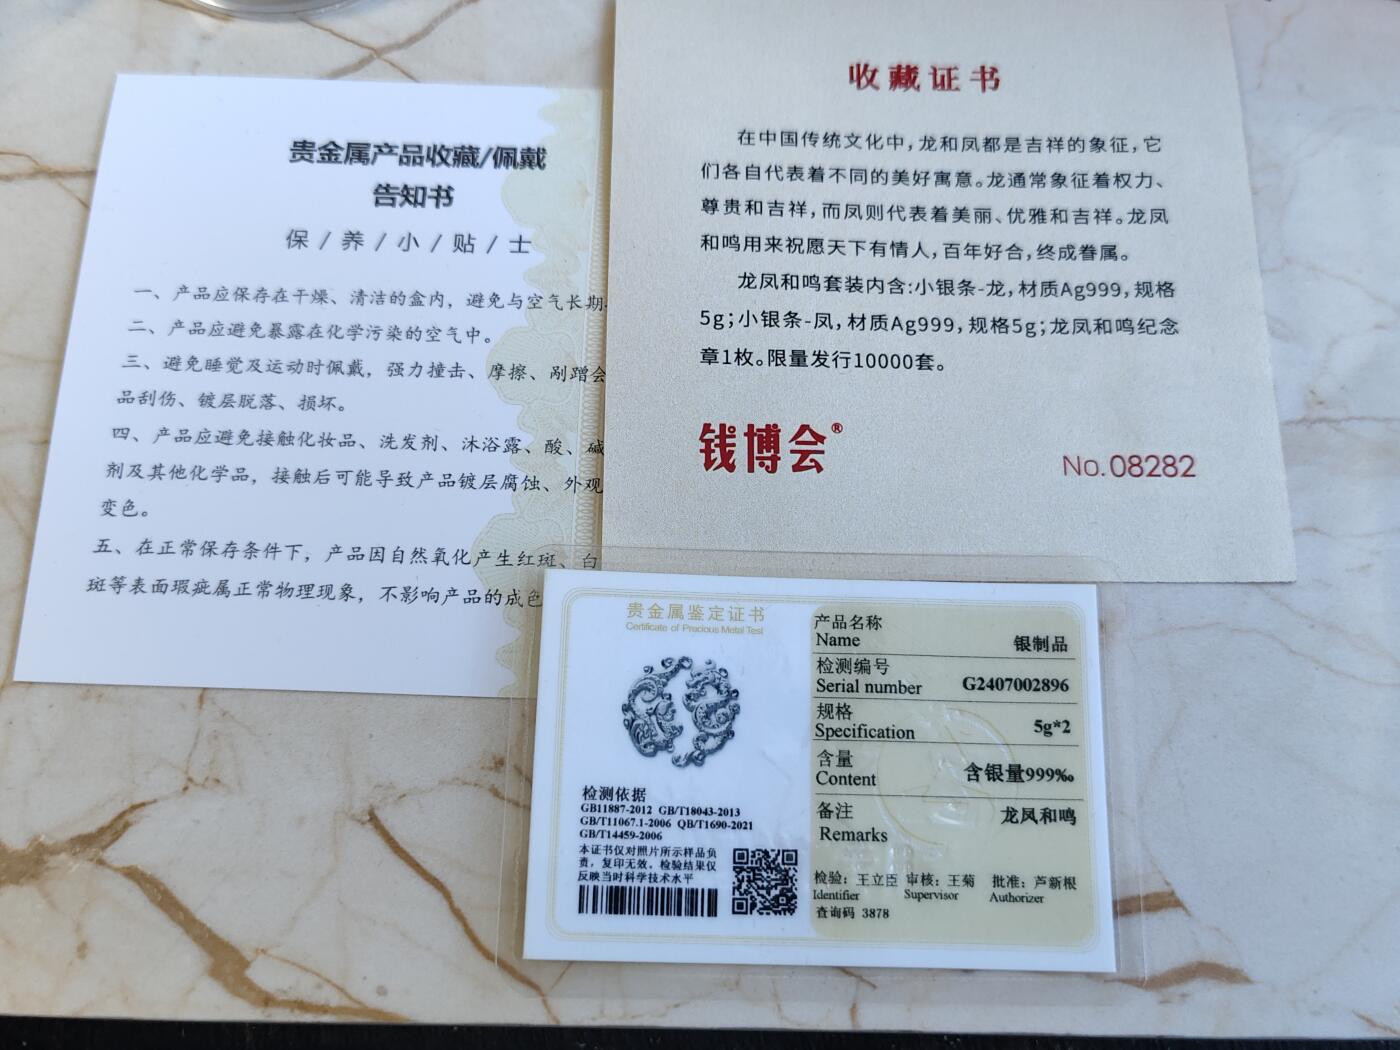 贵金属产品收藏/佩戴
告知书
保/养/小/贴/士
一、产品应保存在干燥、清洁的盒内，避免与空气长期
二、产品应避免暴露在化学污染的空气中。
三、避免睡觉及运动时佩戴，强力撞击、摩擦、剐蹭会
品刮伤、镀层脱落、损坏。
四、产品应避免接触化妆品、洗发剂、沐浴露、酸、碱
剂及其他化学品，接触后可能导致产品镀层腐蚀、外观
变色。
五、在正常保存条件下，产品因自然氧化产生红斑、白
斑等表面瑕疵属正常物理现象，不影响产品的成色
收藏证书
在中国传统文化中，龙和凤都是吉祥的象征，它
们各自代表着不同的美好寓意。龙通常象征着权力、
尊贵和吉祥，而凤则代表着美丽、优雅和吉祥。龙凤
和鸣用来祝愿天下有情人，百年好合，终成眷属。
龙凤和鸣套装内含:小银条-龙，材质Ag999，规格
5g；小银条-凤，材质Ag999，规格5g；龙凤和鸣纪念
章1枚。限量发行10000套。
钱博会®
No.08282
贵金属鉴定证书
Certificate of Precious Metal Test
检测依据
GB11887-2012 GB/T18043-2013
GB/T11067.1-2006 QB/T1690-2021
GB/T14459-2006
本证书仅对照片所示样品负
责，复印无效。检验结果仅
反映当时科学技术水平
产品名称
Name 银制品
检测编号
Serial number G2407002896
规格
Specification 5g*2
含量
Content 含银量999‰
备注 龙凤和鸣
Remarks
检验：王立臣 审核：王菊 批准：芦新根
Identifier Supervisor Authorizer
查询码 3878